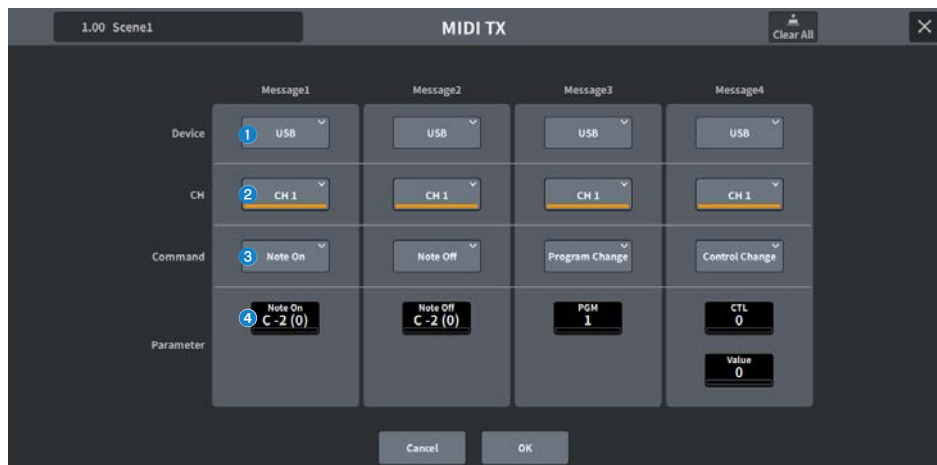 1.00 Scene1
MIDI TX
Clear All
Message1 Message2 Message3 Message4
Device 1 USB USB USB USB
CH 2 CH 1 CH 1 CH 1 CH 1
Command 3 Note On Note Off Program Change Control Change
Note On Note Off PGM CTL
4 C -2 (0) C -2 (0) 1 0
Parameter
Value
0
Cancel OK